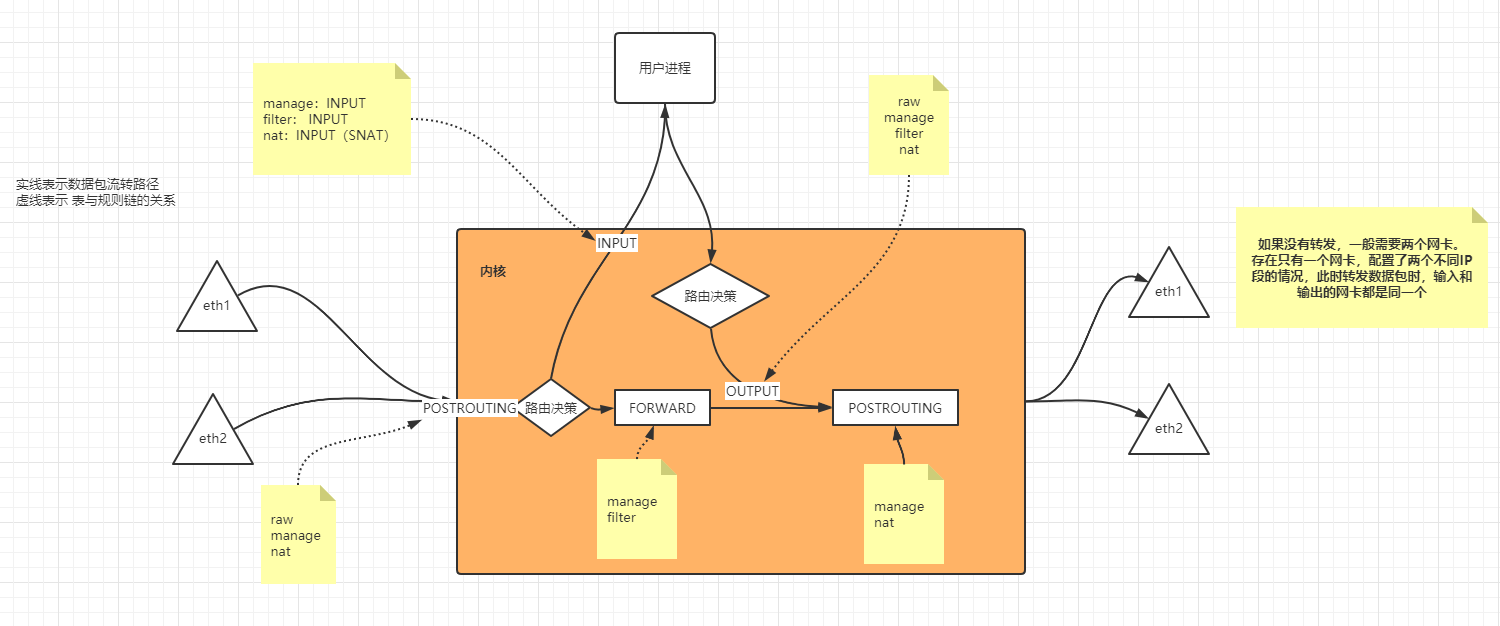 用户进程
manage：INPUT
filter： INPUT
nat：INPUT（SNAT）
raw
manage
filter
nat
实线表示数据包流转路径
虚线表示 表与规则链的关系
INPUT
内核
路由决策
如果没有转发，一般需要两个网卡。
存在只有一个网卡，配置了两个不同IP
段的情况，此时转发数据包时，输入和
输出的网卡都是同一个
eth1
eth1
OUTPUT
POSTROUTING
路由决策
FORWARD
POSTROUTING
eth2
eth2
raw
manage
nat
manage
filter
manage
nat